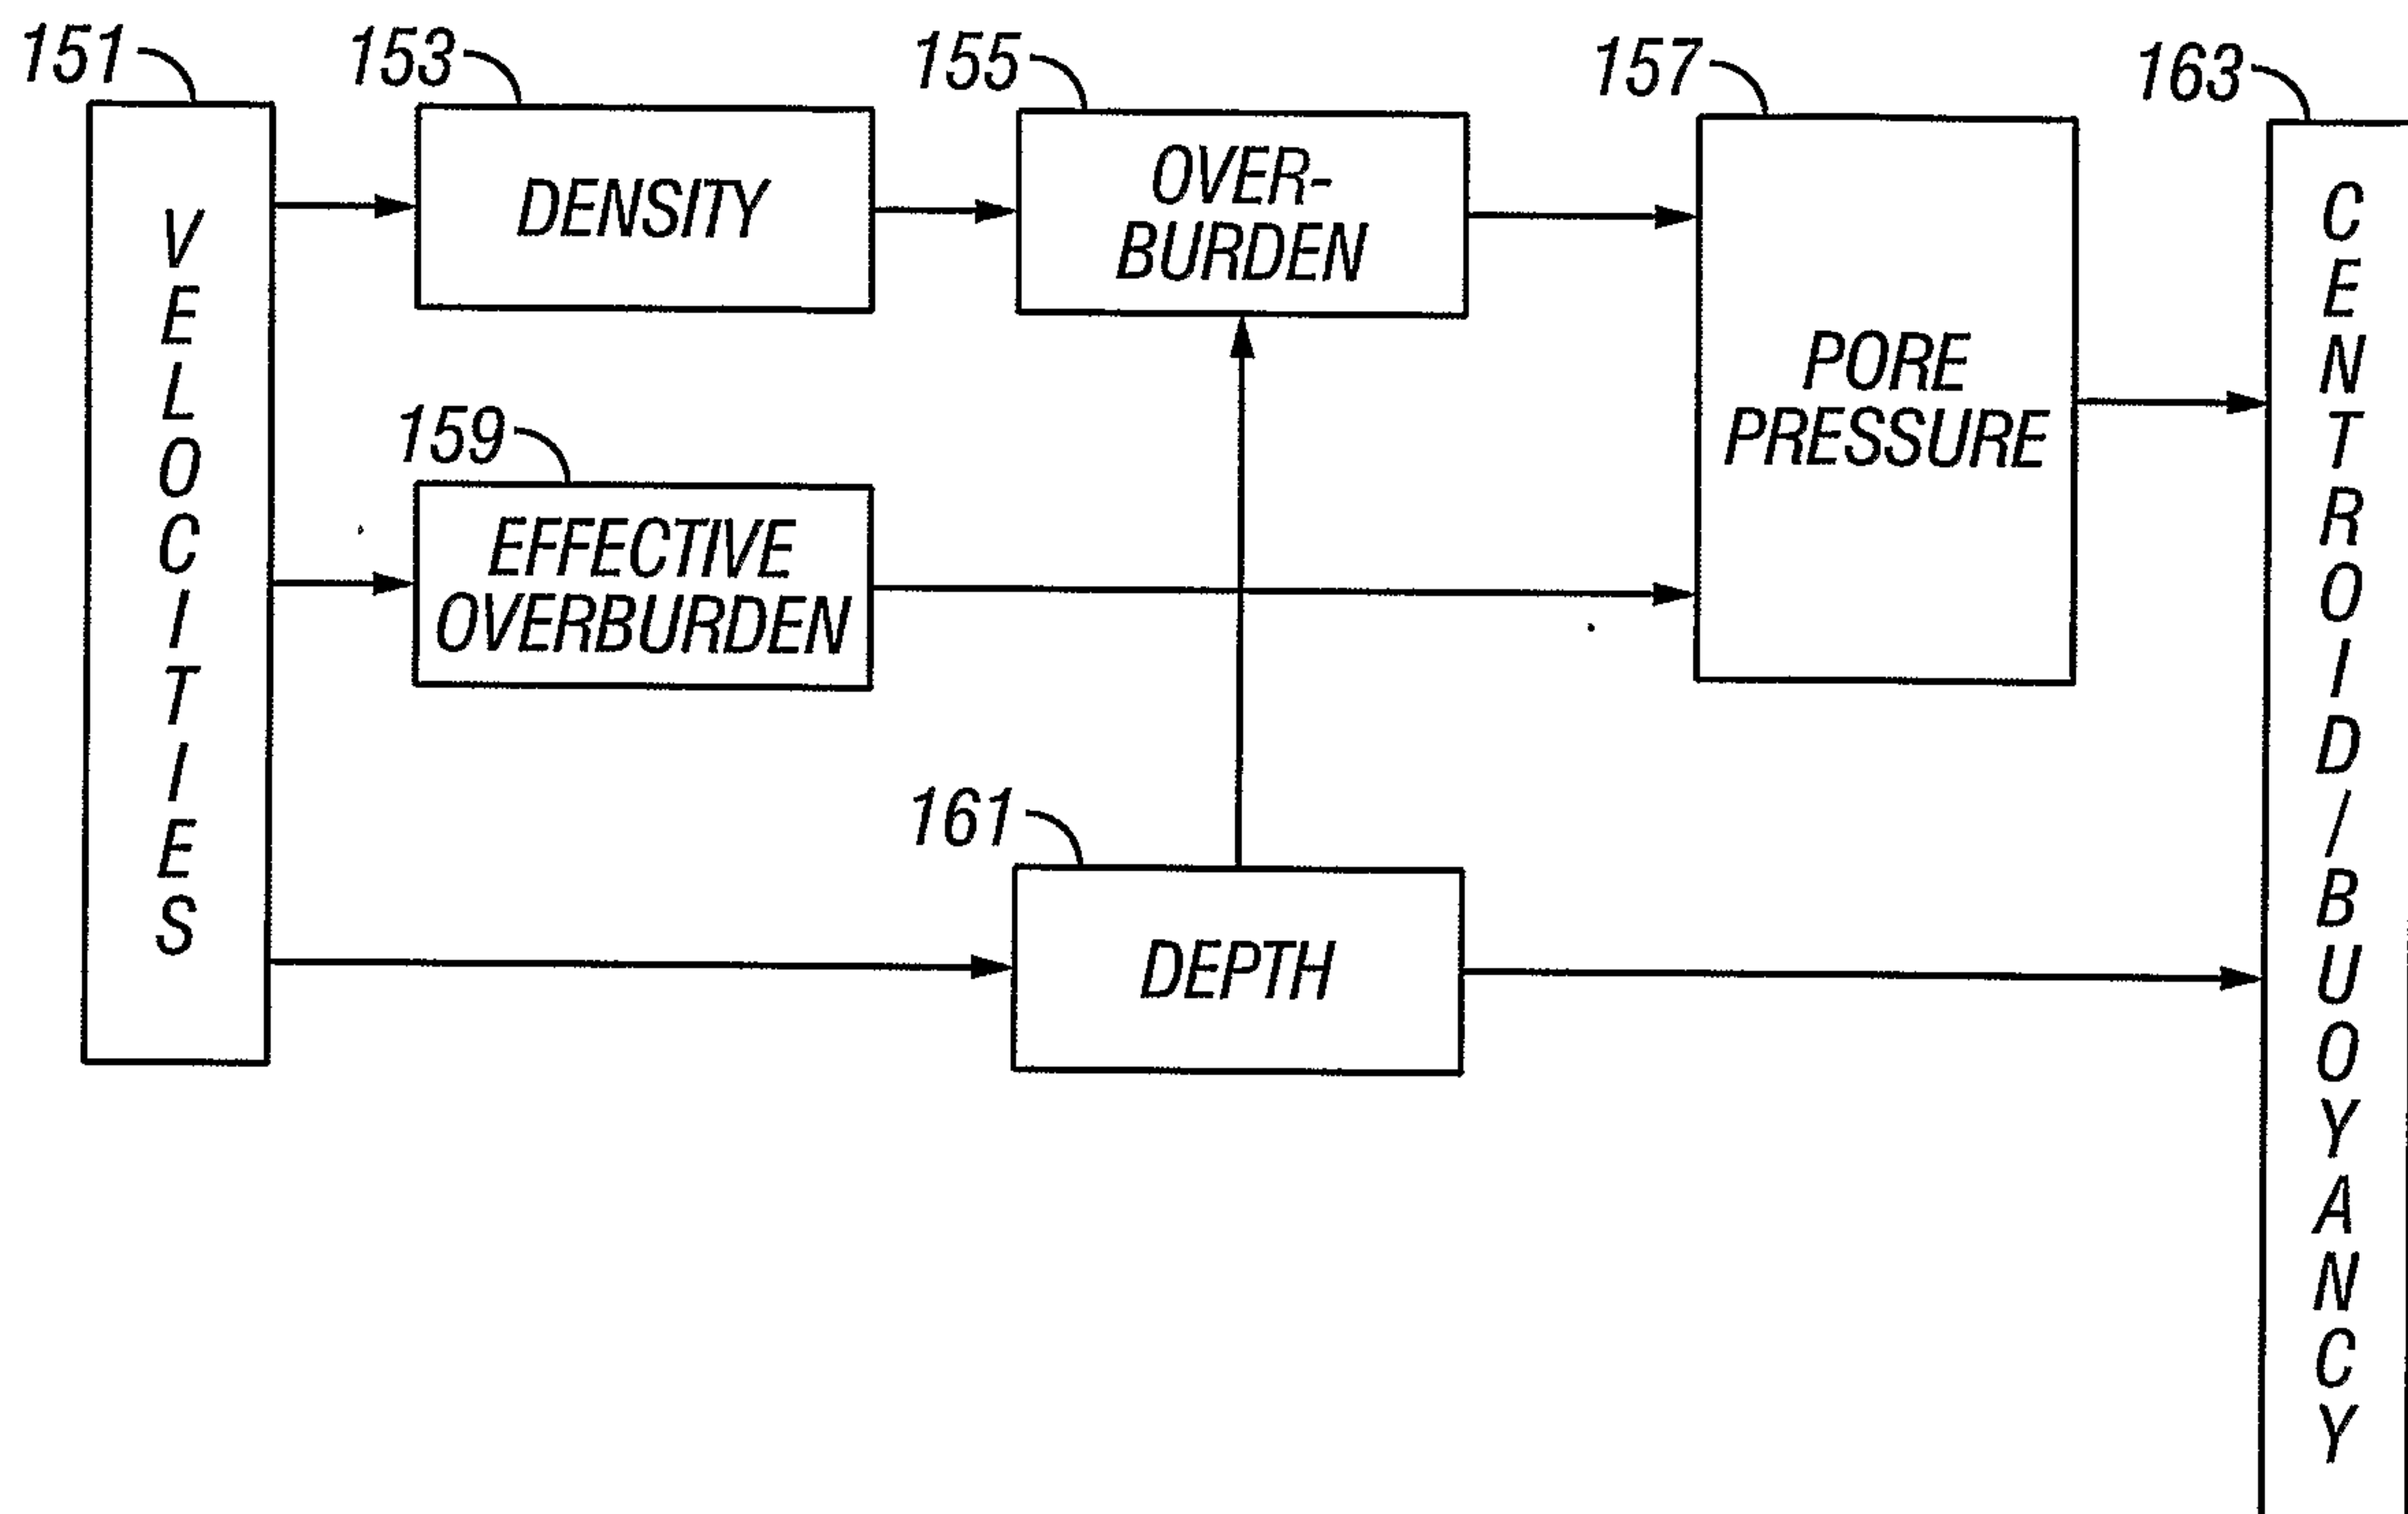 151
153
155
157
163
VELOCITIES
DENSITY
OVER-
BURDEN
PORE
PRESSURE
CENTROID/BUOYANCY
159
EFFECTIVE
OVERBURDEN
161
DEPTH